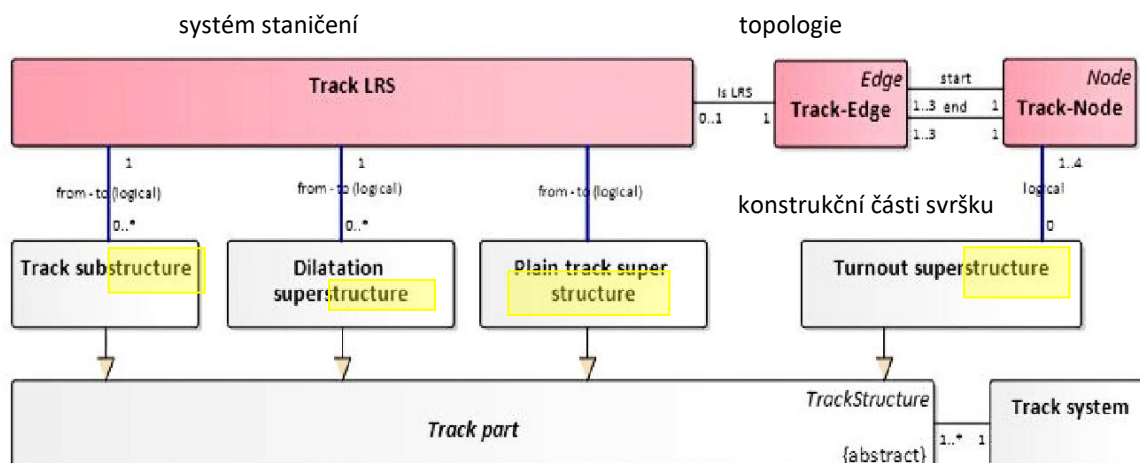 systém staničení
topologie
Track LRS
Is LRS
0..1
1
Edge
Track-Edge
start
1..3
end
1
1..3
1
Node
Track-Node
1
from - to (logical)
0..*
1
from - to (logical)
0..*
from - to (logical)
1..4
logical
0
konstrukční části svršku
Track substructure
Dilatation
superstructure
Plain track super
structure
Turnout superstructure
TrackStructure
Track part
{abstract}
1..*
1
Track system